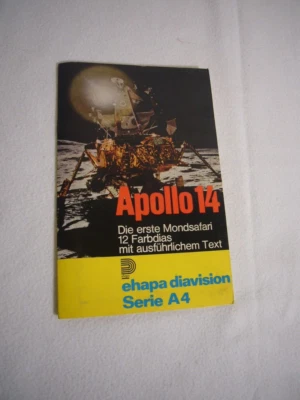 Apollo 14
Die erste Mondsafari
12 Farbdias
mit ausführlichem Text
ehapa diavision
Serie A4